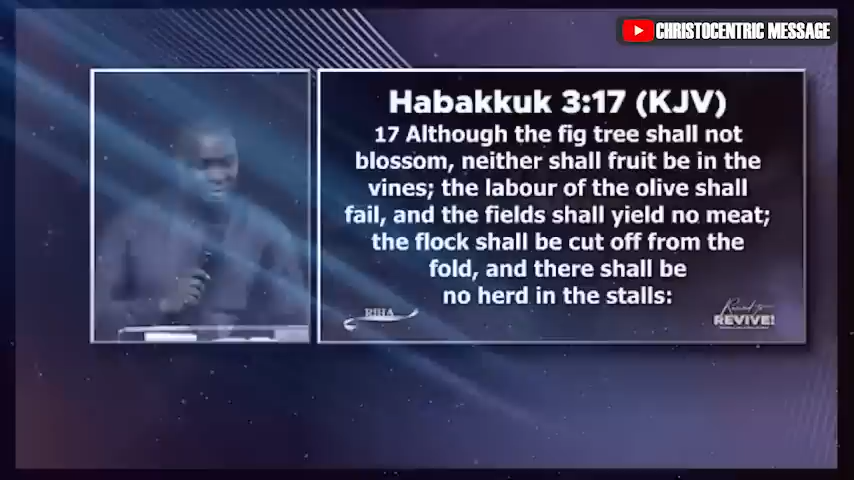 CHRISTOCENTRIC MESSAGE
Habakkuk 3:17 (KJV)
17 Although the fig tree shall not
blossom, neither shall fruit be in the
vines; the labour of the olive shall
fail, and the fields shall yield no meat;
the flock shall be cut off from the
fold, and there shall be
no herd in the stalls:
REVIVE!